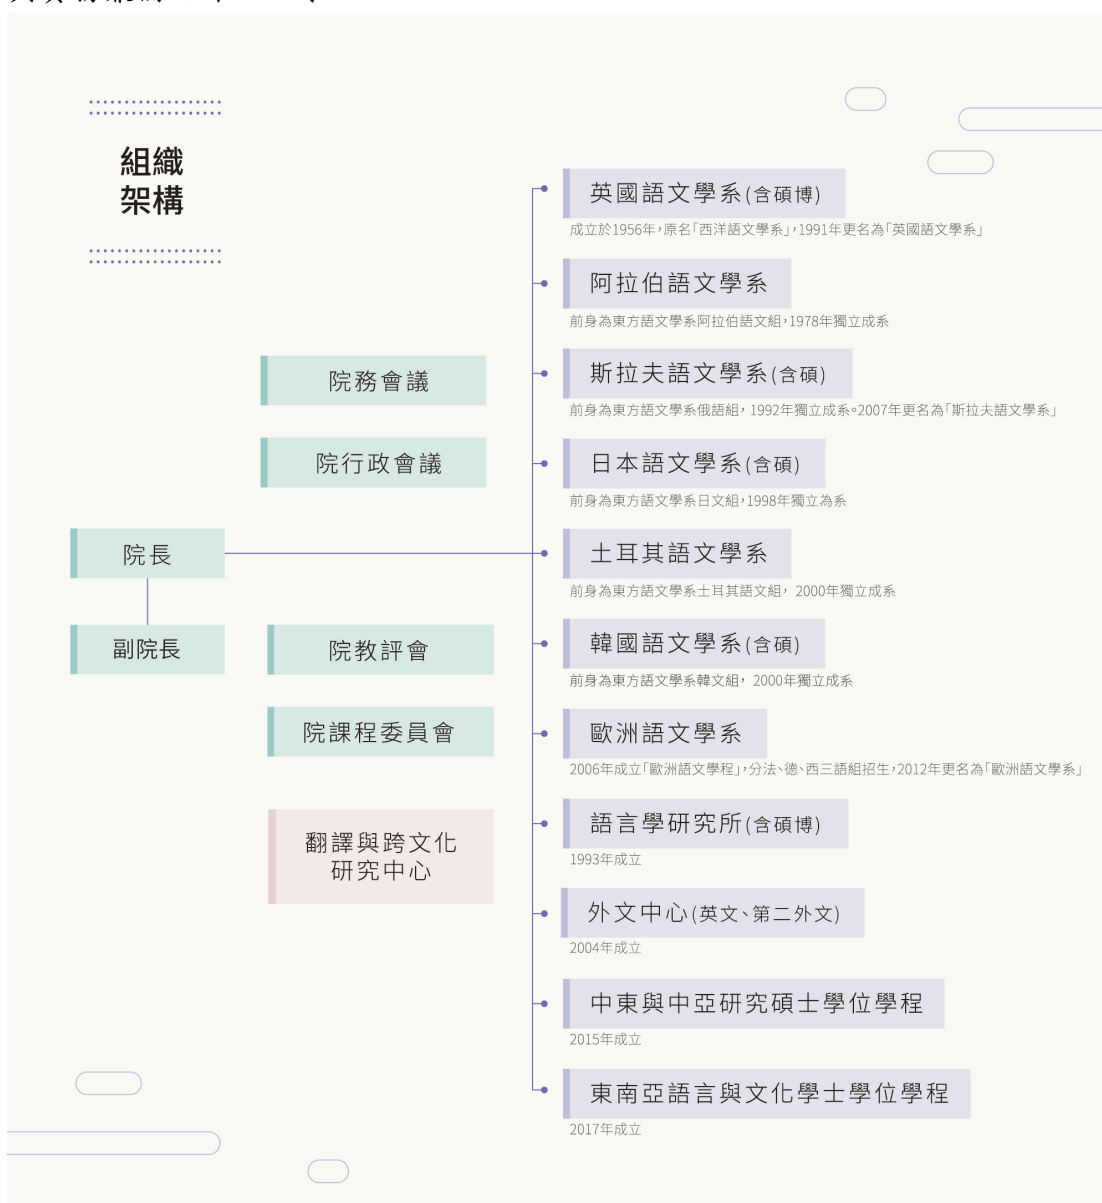 組織
架構
院長
副院長
院務會議
院行政會議
院教評會
院課程委員會
翻譯與跨文化
研究中心
英國語文學系(含碩博)
成立於1956年,原名「西洋語文學系」,1991年更名為「英國語文學系」
阿拉伯語文學系
前身為東方語文學系阿拉伯語文組,1978年獨立成系
斯拉夫語文學系(含碩)
前身為東方語文學系俄語組, 1992年獨立成系。2007年更名為「斯拉夫語文學系」
日本語文學系(含碩)
前身為東方語文學系日文組,1998年獨立為系
土耳其語文學系
前身為東方語文學系土耳其語文組, 2000年獨立成系
韓國語文學系(含碩)
前身為東方語文學系韓文組, 2000年獨立成系
歐洲語文學系
2006年成立「歐洲語文學程」,分法、德、西三語組招生,2012年更名為「歐洲語文學系」
語言學研究所(含碩博)
1993年成立
外文中心(英文、第二外文)
2004年成立
中東與中亞研究碩士學位學程
2015年成立
東南亞語言與文化學士學位學程
2017年成立